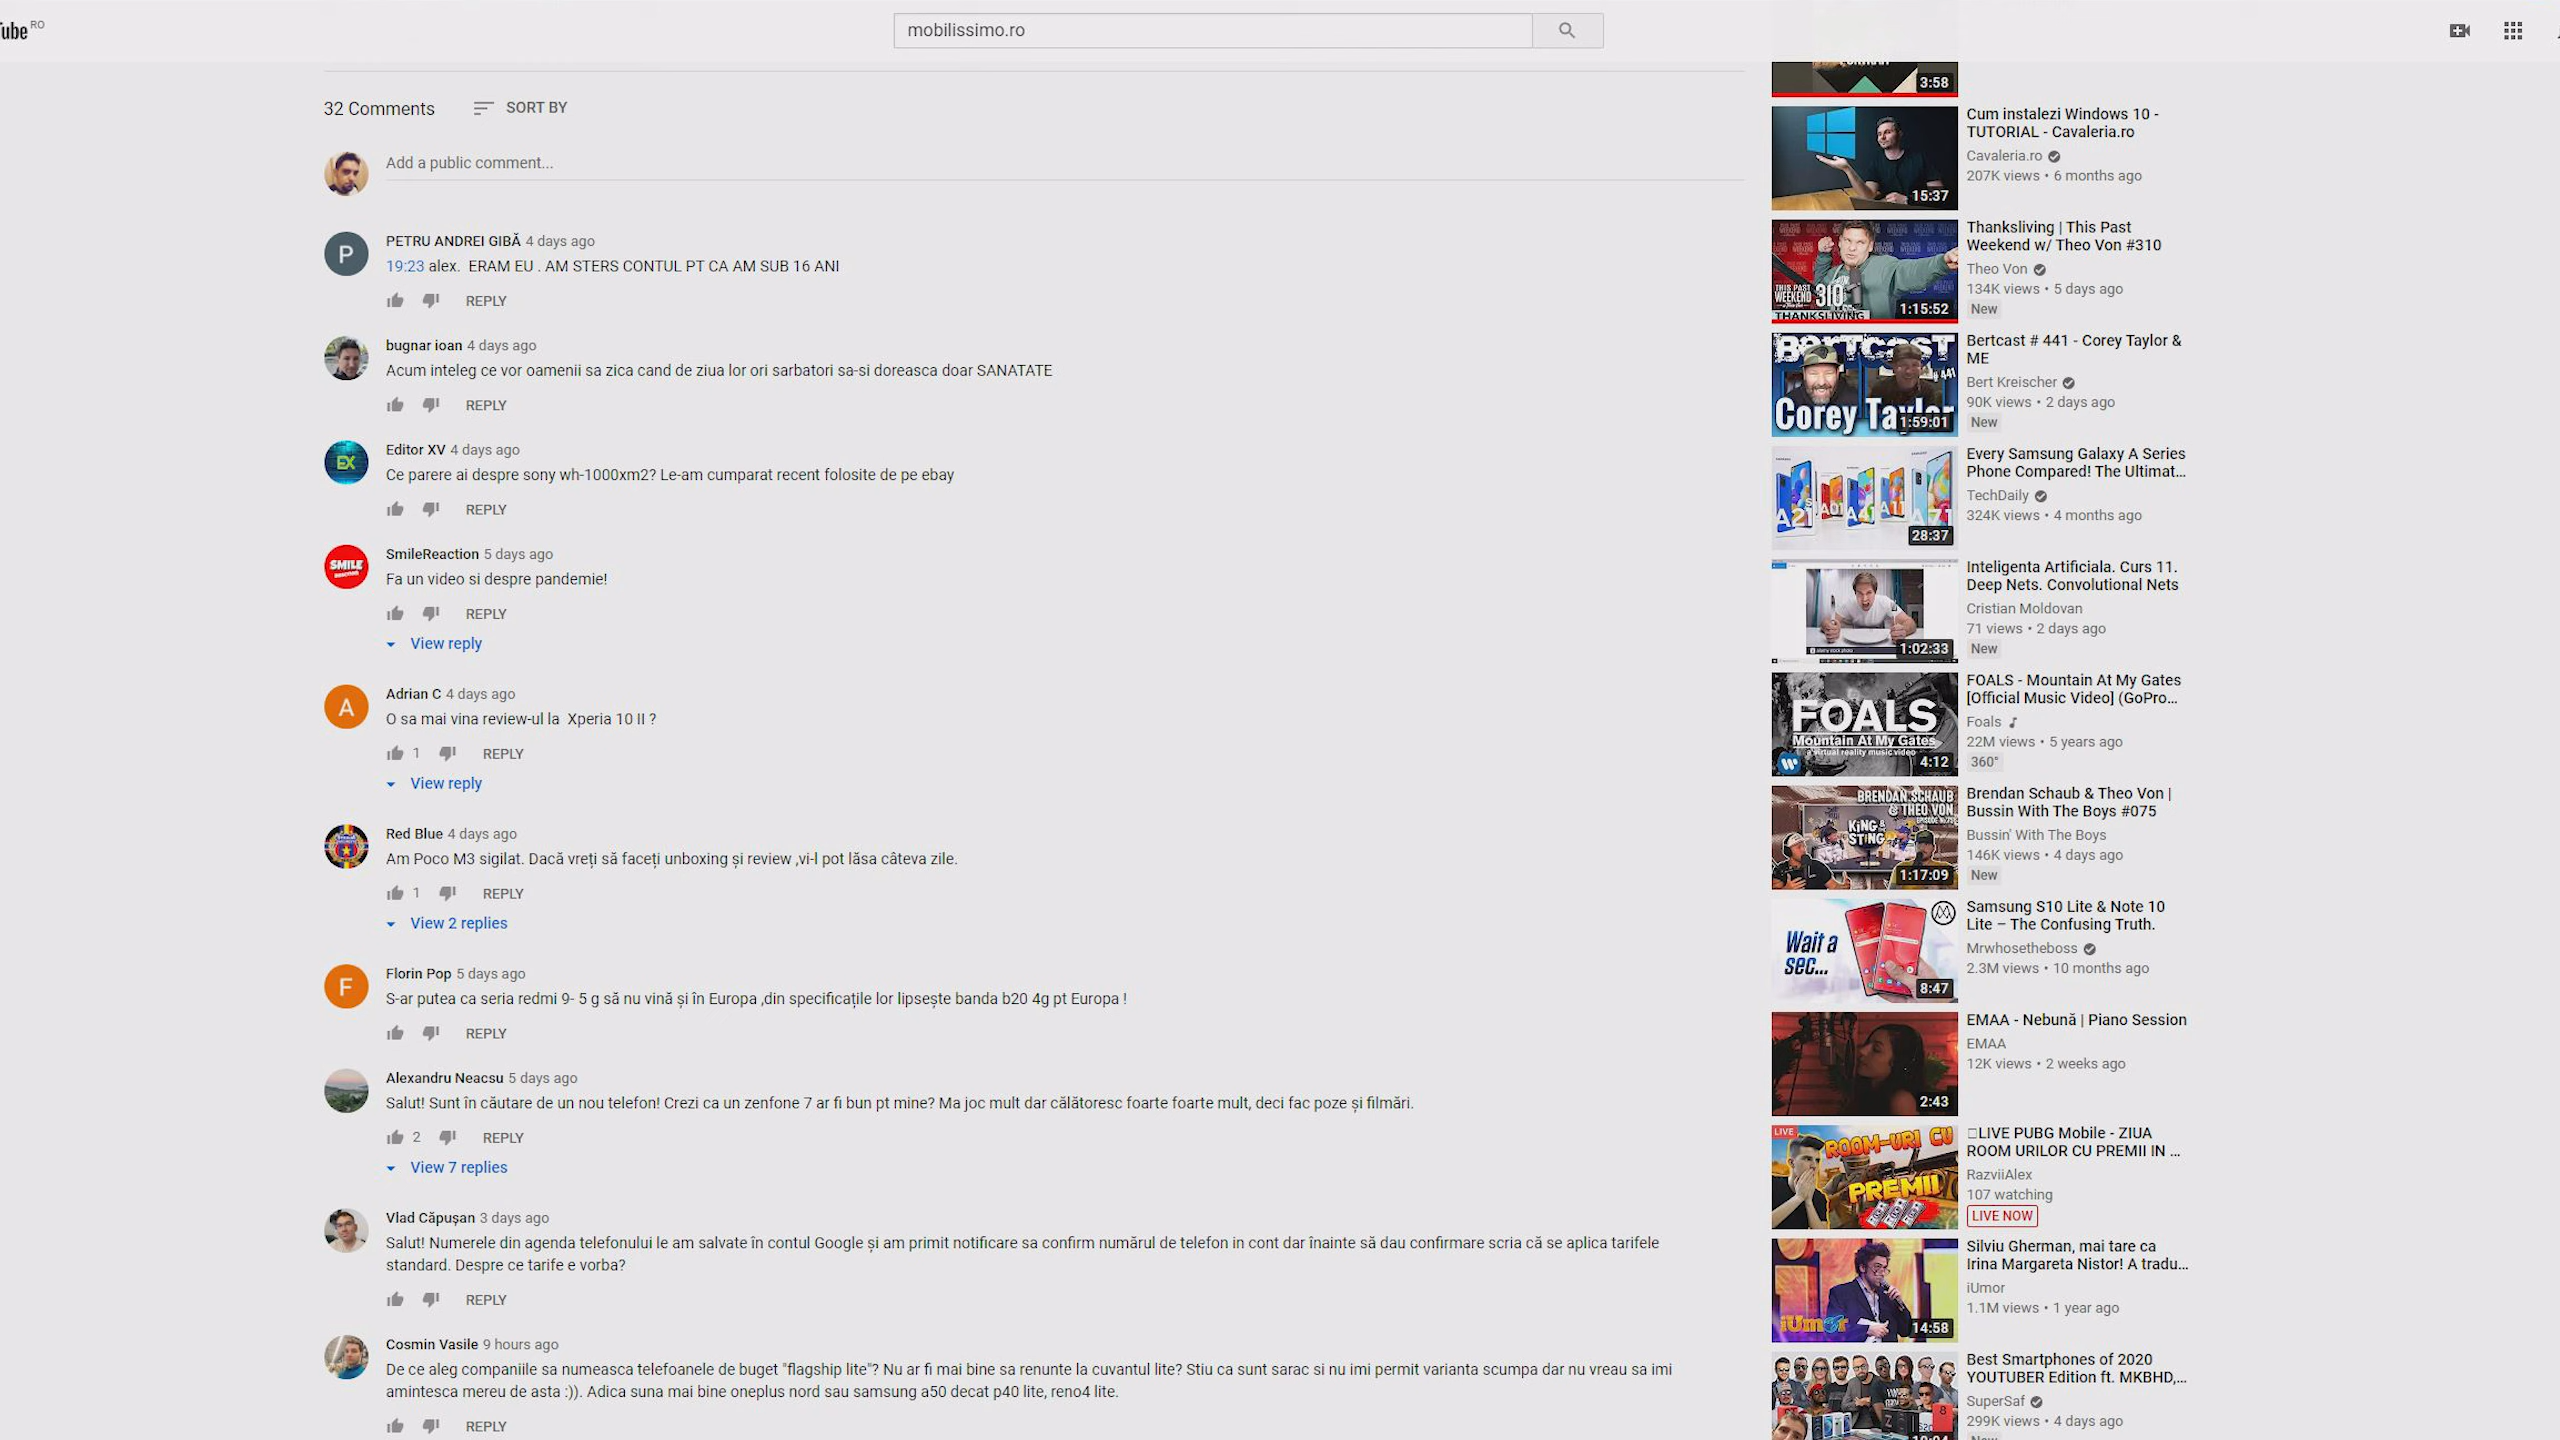 Tube RO
mobilissimo.ro
32 Comments
SORT BY
Add a public comment...
PETRU ANDREI GIBĂ 4 days ago
19:23 alex. ERAM EU . AM STERS CONTUL PT CA AM SUB 16 ANI
REPLY
bugnar ioan 4 days ago
Acum inteleg ce vor oamenii sa zica cand de ziua lor ori sarbatori sa-si doreasca doar SANATATE
REPLY
Editor XV 4 days ago
Ce parere ai despre sony wh-1000xm2? Le-am cumparat recent folosite de pe ebay
REPLY
SmileReaction 5 days ago
Fa un video si despre pandemie!
REPLY
View reply
Adrian C 4 days ago
O sa mai vina review-ul la Xperia 10 II ?
1 REPLY
View reply
Red Blue 4 days ago
Am Poco M3 sigilat. Dacă vreți să faceți unboxing și review ,vi-l pot lăsa câteva zile.
1 REPLY
View 2 replies
Florin Pop 5 days ago
S-ar putea ca seria redmi 9- 5 g să nu vină și în Europa ,din specificațile lor lipsește banda b20 4g pt Europa !
REPLY
Alexandru Neacsu 5 days ago
Salut! Sunt în căutare de un nou telefon! Crezi ca un zenfone 7 ar fi bun pt mine? Ma joc mult dar călătoresc foarte foarte mult, deci fac poze și filmări.
2 REPLY
View 7 replies
Vlad Căpușan 3 days ago
Salut! Numerele din agenda telefonului le am salvate în contul Google și am primit notificare sa confirm numărul de telefon in cont dar înainte să dau confirmare scria că se aplica tarifele
standard. Despre ce tarife e vorba?
REPLY
Cosmin Vasile 9 hours ago
De ce aleg companiile sa numeasca telefoanele de buget "flagship lite"? Nu ar fi mai bine sa renunte la cuvantul lite? Stiu ca sunt sarac si nu imi permit varianta scumpa dar nu vreau sa imi
amintesca mereu de asta :)). Adica suna mai bine oneplus nord sau samsung a50 decat p40 lite, reno4 lite.
REPLY
3:58
Cum instalezi Windows 10 -
TUTORIAL - Cavaleria.ro
Cavaleria.ro
207K views • 6 months ago
15:37
Thanksliving | This Past
Weekend w/ Theo Von #310
Theo Von
134K views • 5 days ago
New
THIS PAST
WEEKEND
310
THANKSLIVING
1:15:52
Bertcast # 441 - Corey Taylor &
ME
Bert Kreischer
90K views • 2 days ago
New
BERTCAST
#441
Corey Taylor
1:59:01
Every Samsung Galaxy A Series
Phone Compared! The Ultimat...
TechDaily
324K views • 4 months ago
A21 A01 A41 A11 A71
28:37
Inteligenta Artificiala. Curs 11.
Deep Nets. Convolutional Nets
Cristian Moldovan
71 views • 2 days ago
New
1:02:33
FOALS - Mountain At My Gates
[Official Music Video] (GoPro...
Foals
22M views • 5 years ago
360°
FOALS
Mountain At My Gates
a virtual reality music video
4:12
Brendan Schaub & Theo Von |
Bussin With The Boys #075
Bussin' With The Boys
146K views • 4 days ago
New
BRENDAN SCHAUB
& THEO VON
KING &
STING
1:17:09
Samsung S10 Lite & Note 10
Lite – The Confusing Truth.
Mrwhosetheboss
2.3M views • 10 months ago
Wait a
sec...
8:47
EMAA - Nebună | Piano Session
EMAA
12K views • 2 weeks ago
2:43
LIVE PUBG Mobile - ZIUA
ROOM URILOR CU PREMII IN ...
RazviiAlex
107 watching
LIVE NOW
LIVE
ROOM-URI CU
PREMII
Silviu Gherman, mai tare ca
Irina Margareta Nistor! A tradu...
iUmor
1.1M views • 1 year ago
iUmor
14:58
Best Smartphones of 2020
YOUTUBER Edition ft. MKBHD,...
SuperSaf
299K views • 4 days ago
New
SMILE
EX
P
A
F